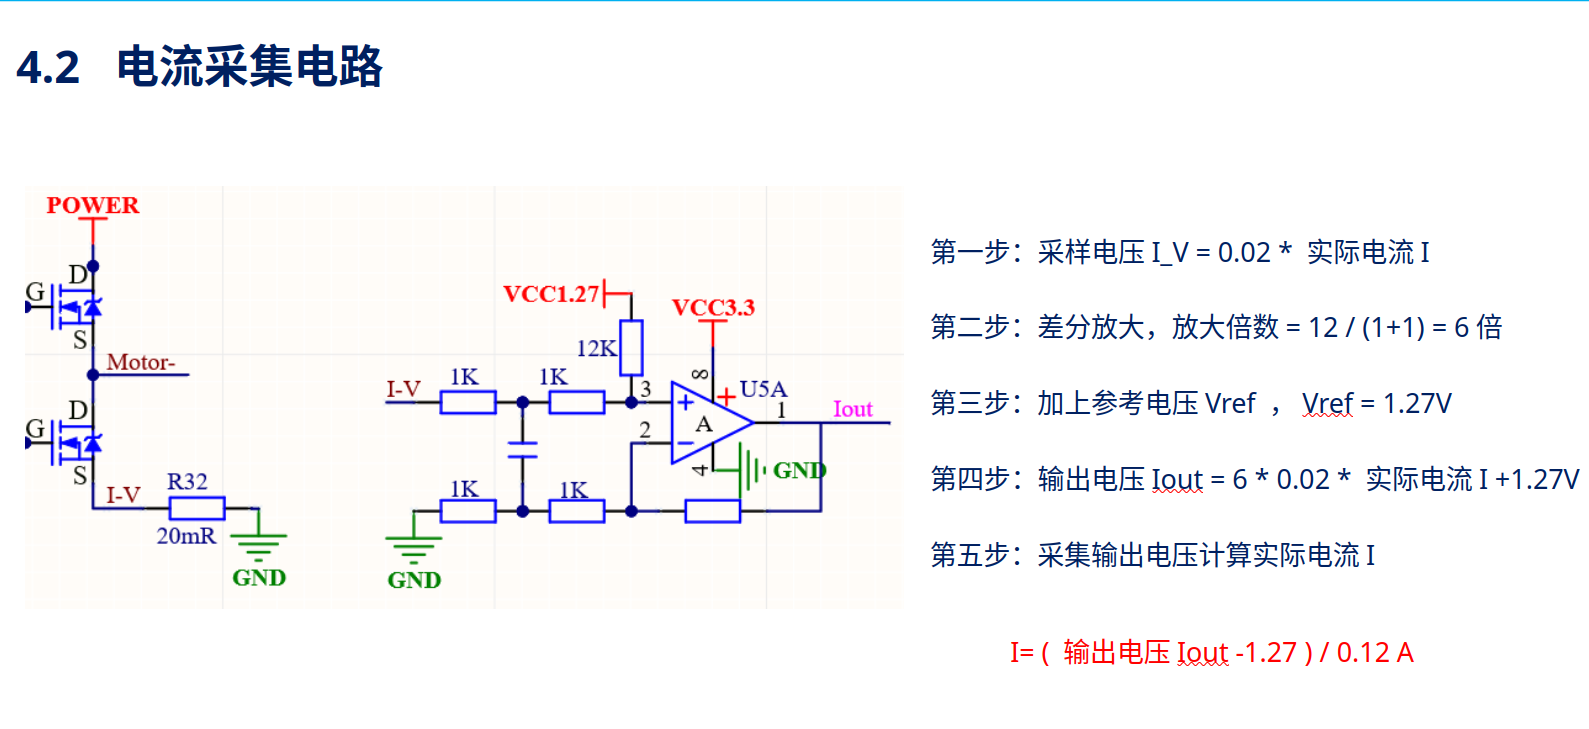 4.2 电流采集电路
POWER
D
G
S
Motor-
D
G
S
I-V
R32
20mR
GND
VCC1.27
VCC3.3
12K
8
I-V
1K
1K
3
U5A
1
Iout
A
2
4
GND
1K
1K
GND
第一步：采样电压 I_V = 0.02 * 实际电流 I
第二步：差分放大，放大倍数 = 12 / (1+1) = 6 倍
第三步：加上参考电压 Vref ， Vref = 1.27V
第四步：输出电压 Iout = 6 * 0.02 * 实际电流 I +1.27V
第五步：采集输出电压计算实际电流 I
I= ( 输出电压 Iout -1.27 ) / 0.12 A